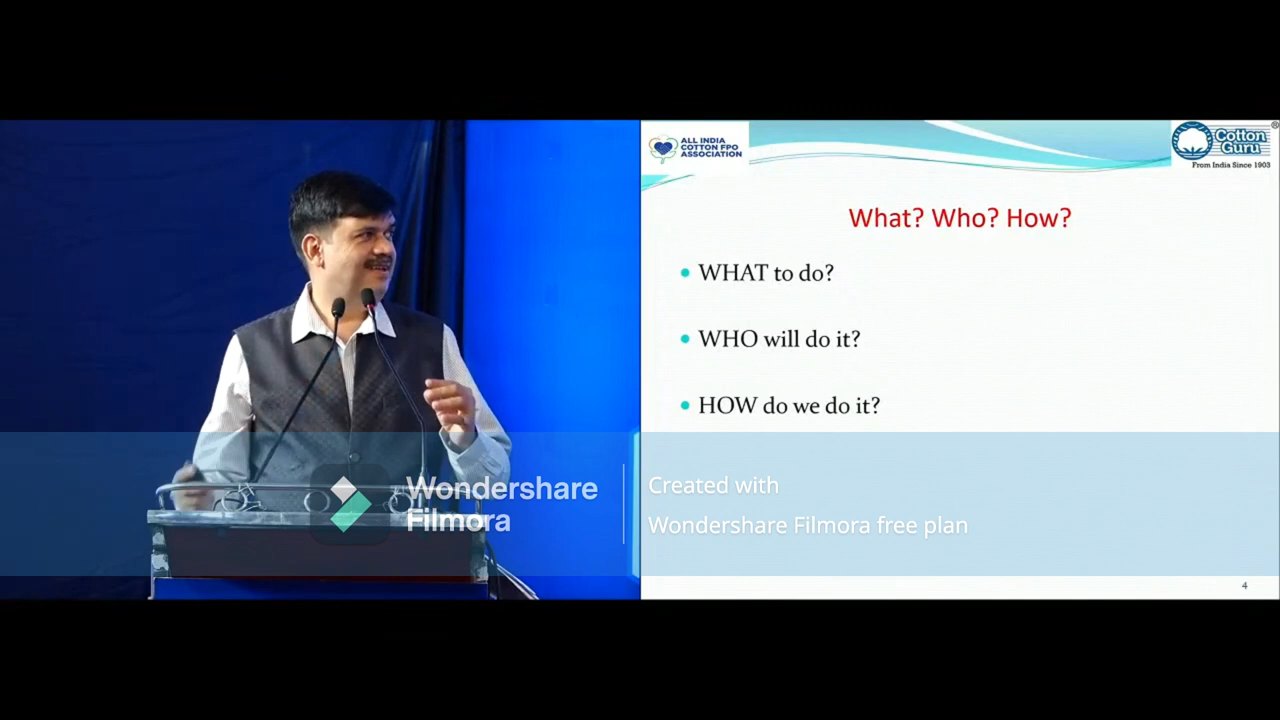 ALL INDIA
COTTON FPO
ASSOCIATION
Cotton
Guru
®
From India Since 1903
What? Who? How?
• WHAT to do?
• WHO will do it?
• HOW do we do it?
Wondershare
Filmora
Created with
Wondershare Filmora free plan
4